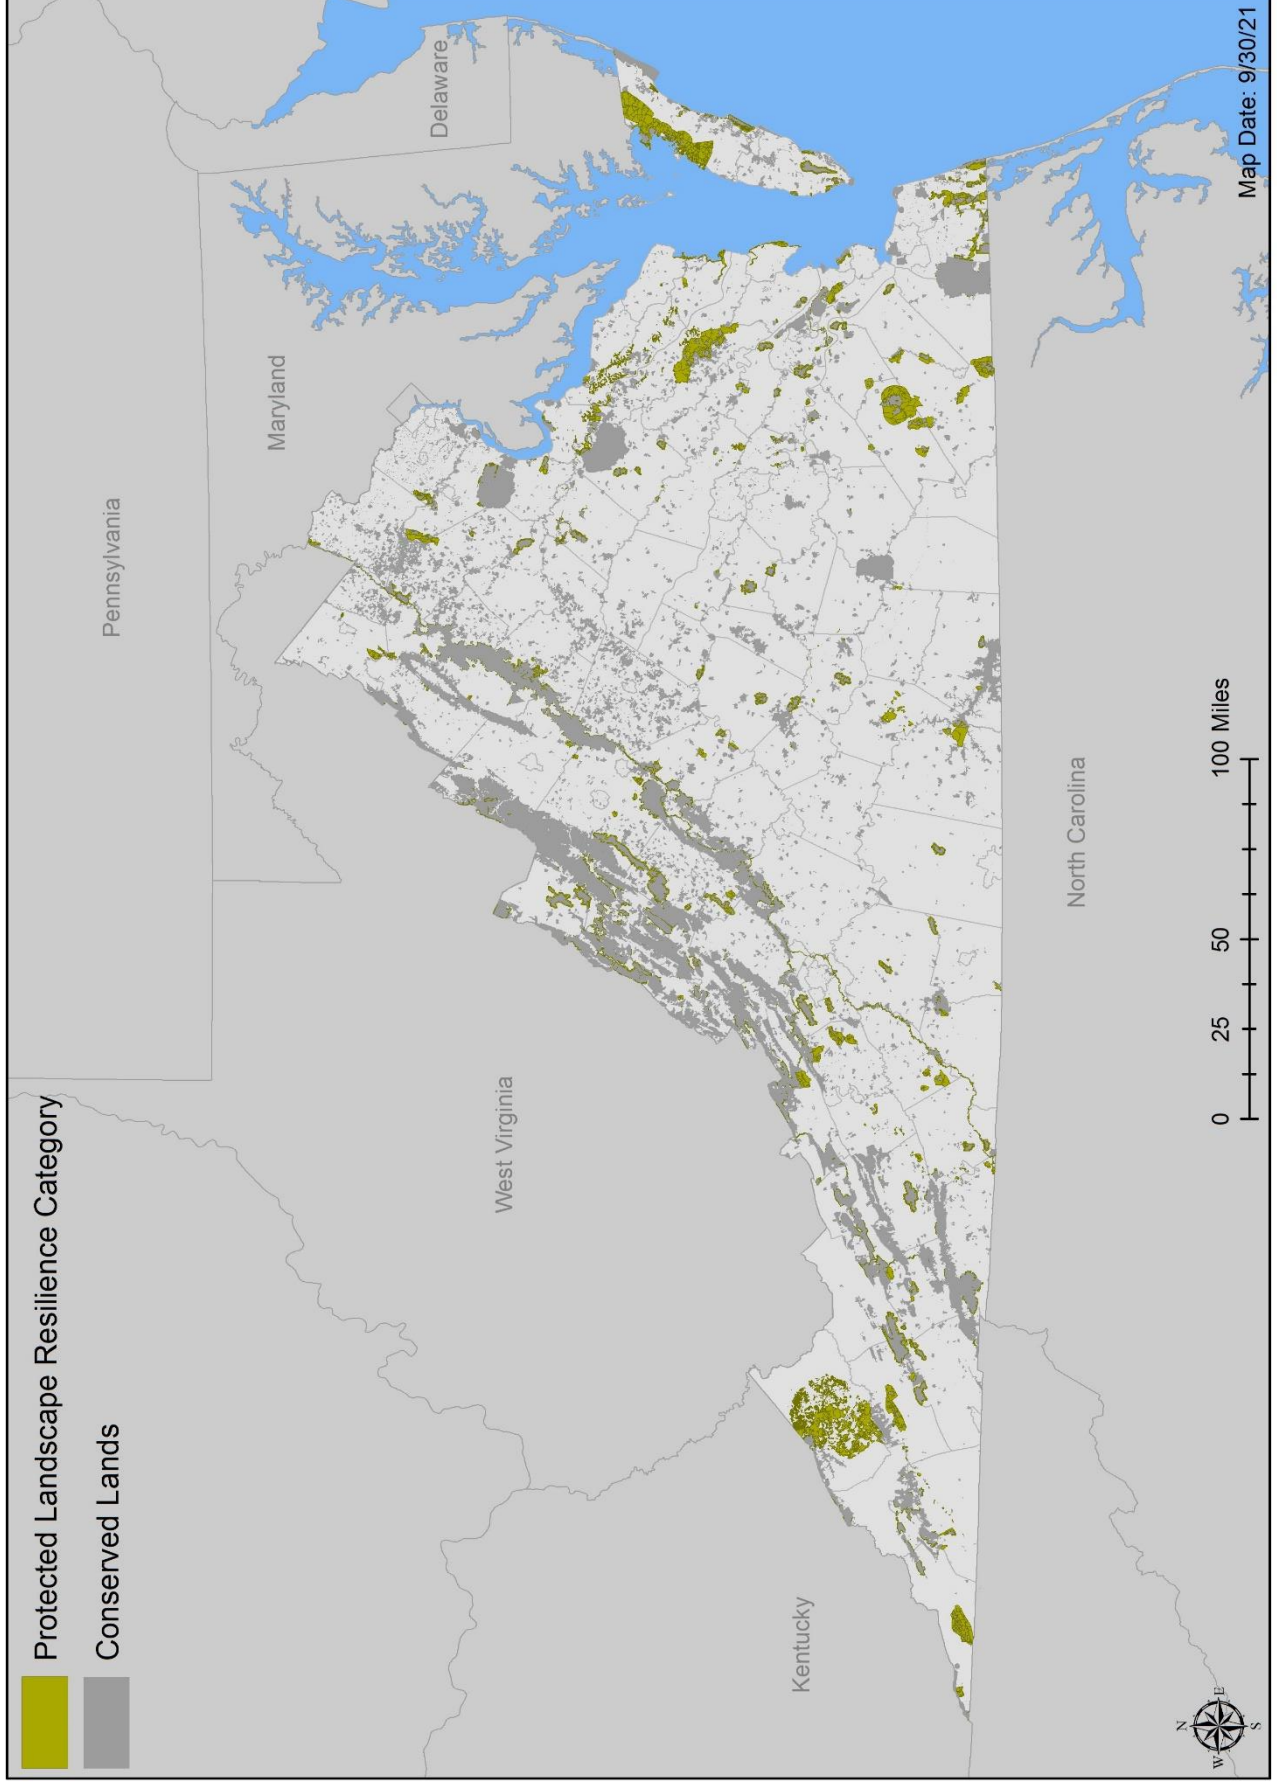 Protected Landscape Resilience Category
Conserved Lands
Pennsylvania
Maryland
Delaware
West Virginia
Kentucky
North Carolina
0 25 50 100 Miles
N
W E
S
Map Date: 9/30/21